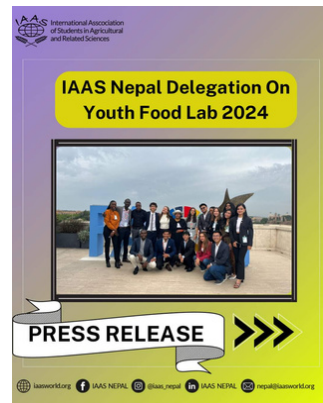 IAAS
International Association
of Students in Agricultural
and Related Sciences
IAAS Nepal Delegation On
Youth Food Lab 2024
PRESS RELEASE
iaasworld.org IAAS NEPAL @iaas_nepal IAAS NEPAL nepal@iaasworld.org